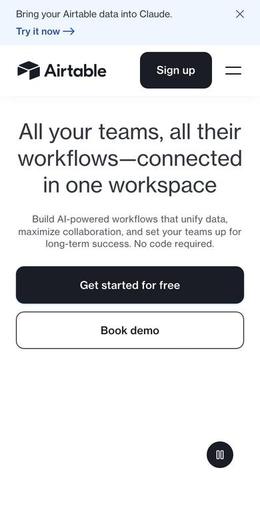 Bring your Airtable data into Claude.
Try it now →
Airtable
Sign up
All your teams, all their
workflows—connected
in one workspace
Build AI-powered workflows that unify data,
maximize collaboration, and set your teams up for
long-term success. No code required.
Get started for free
Book demo